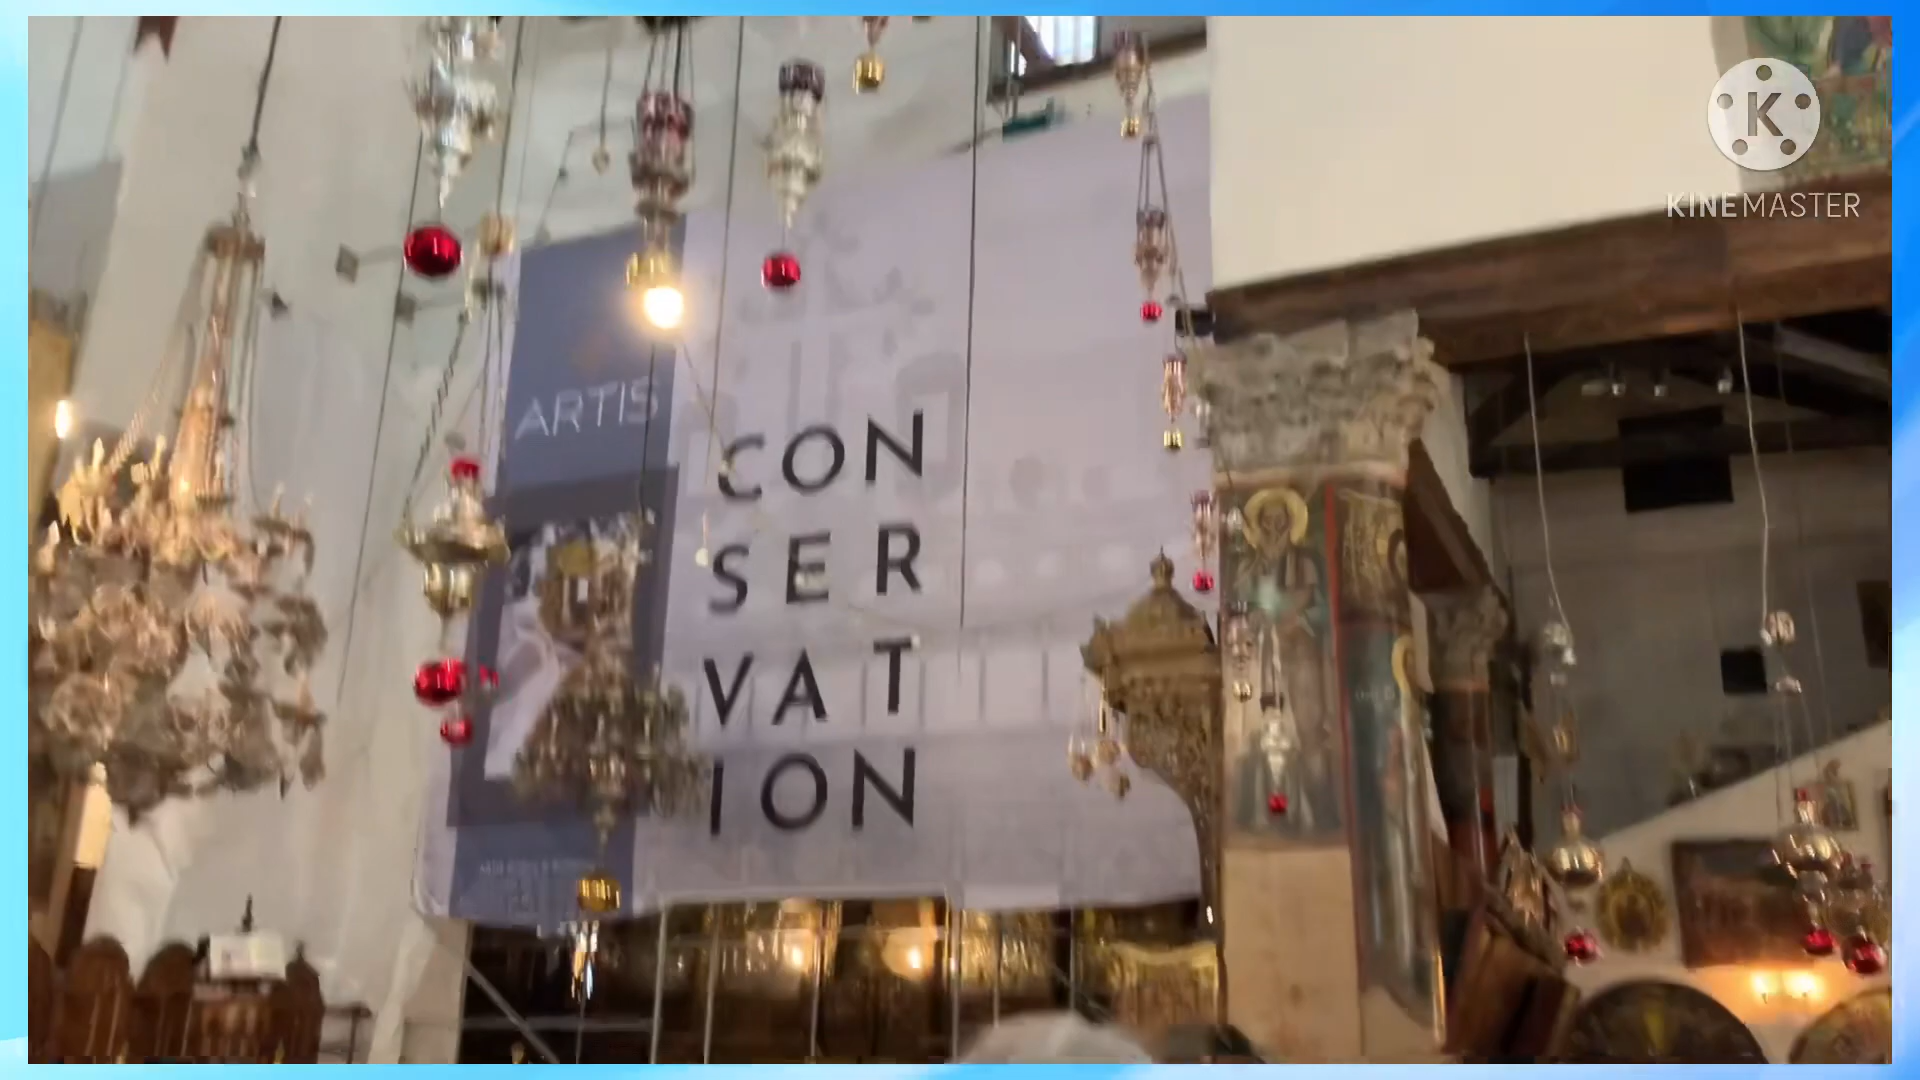 ARTIS
CON
SER
VAT
ION
K
KINEMASTER